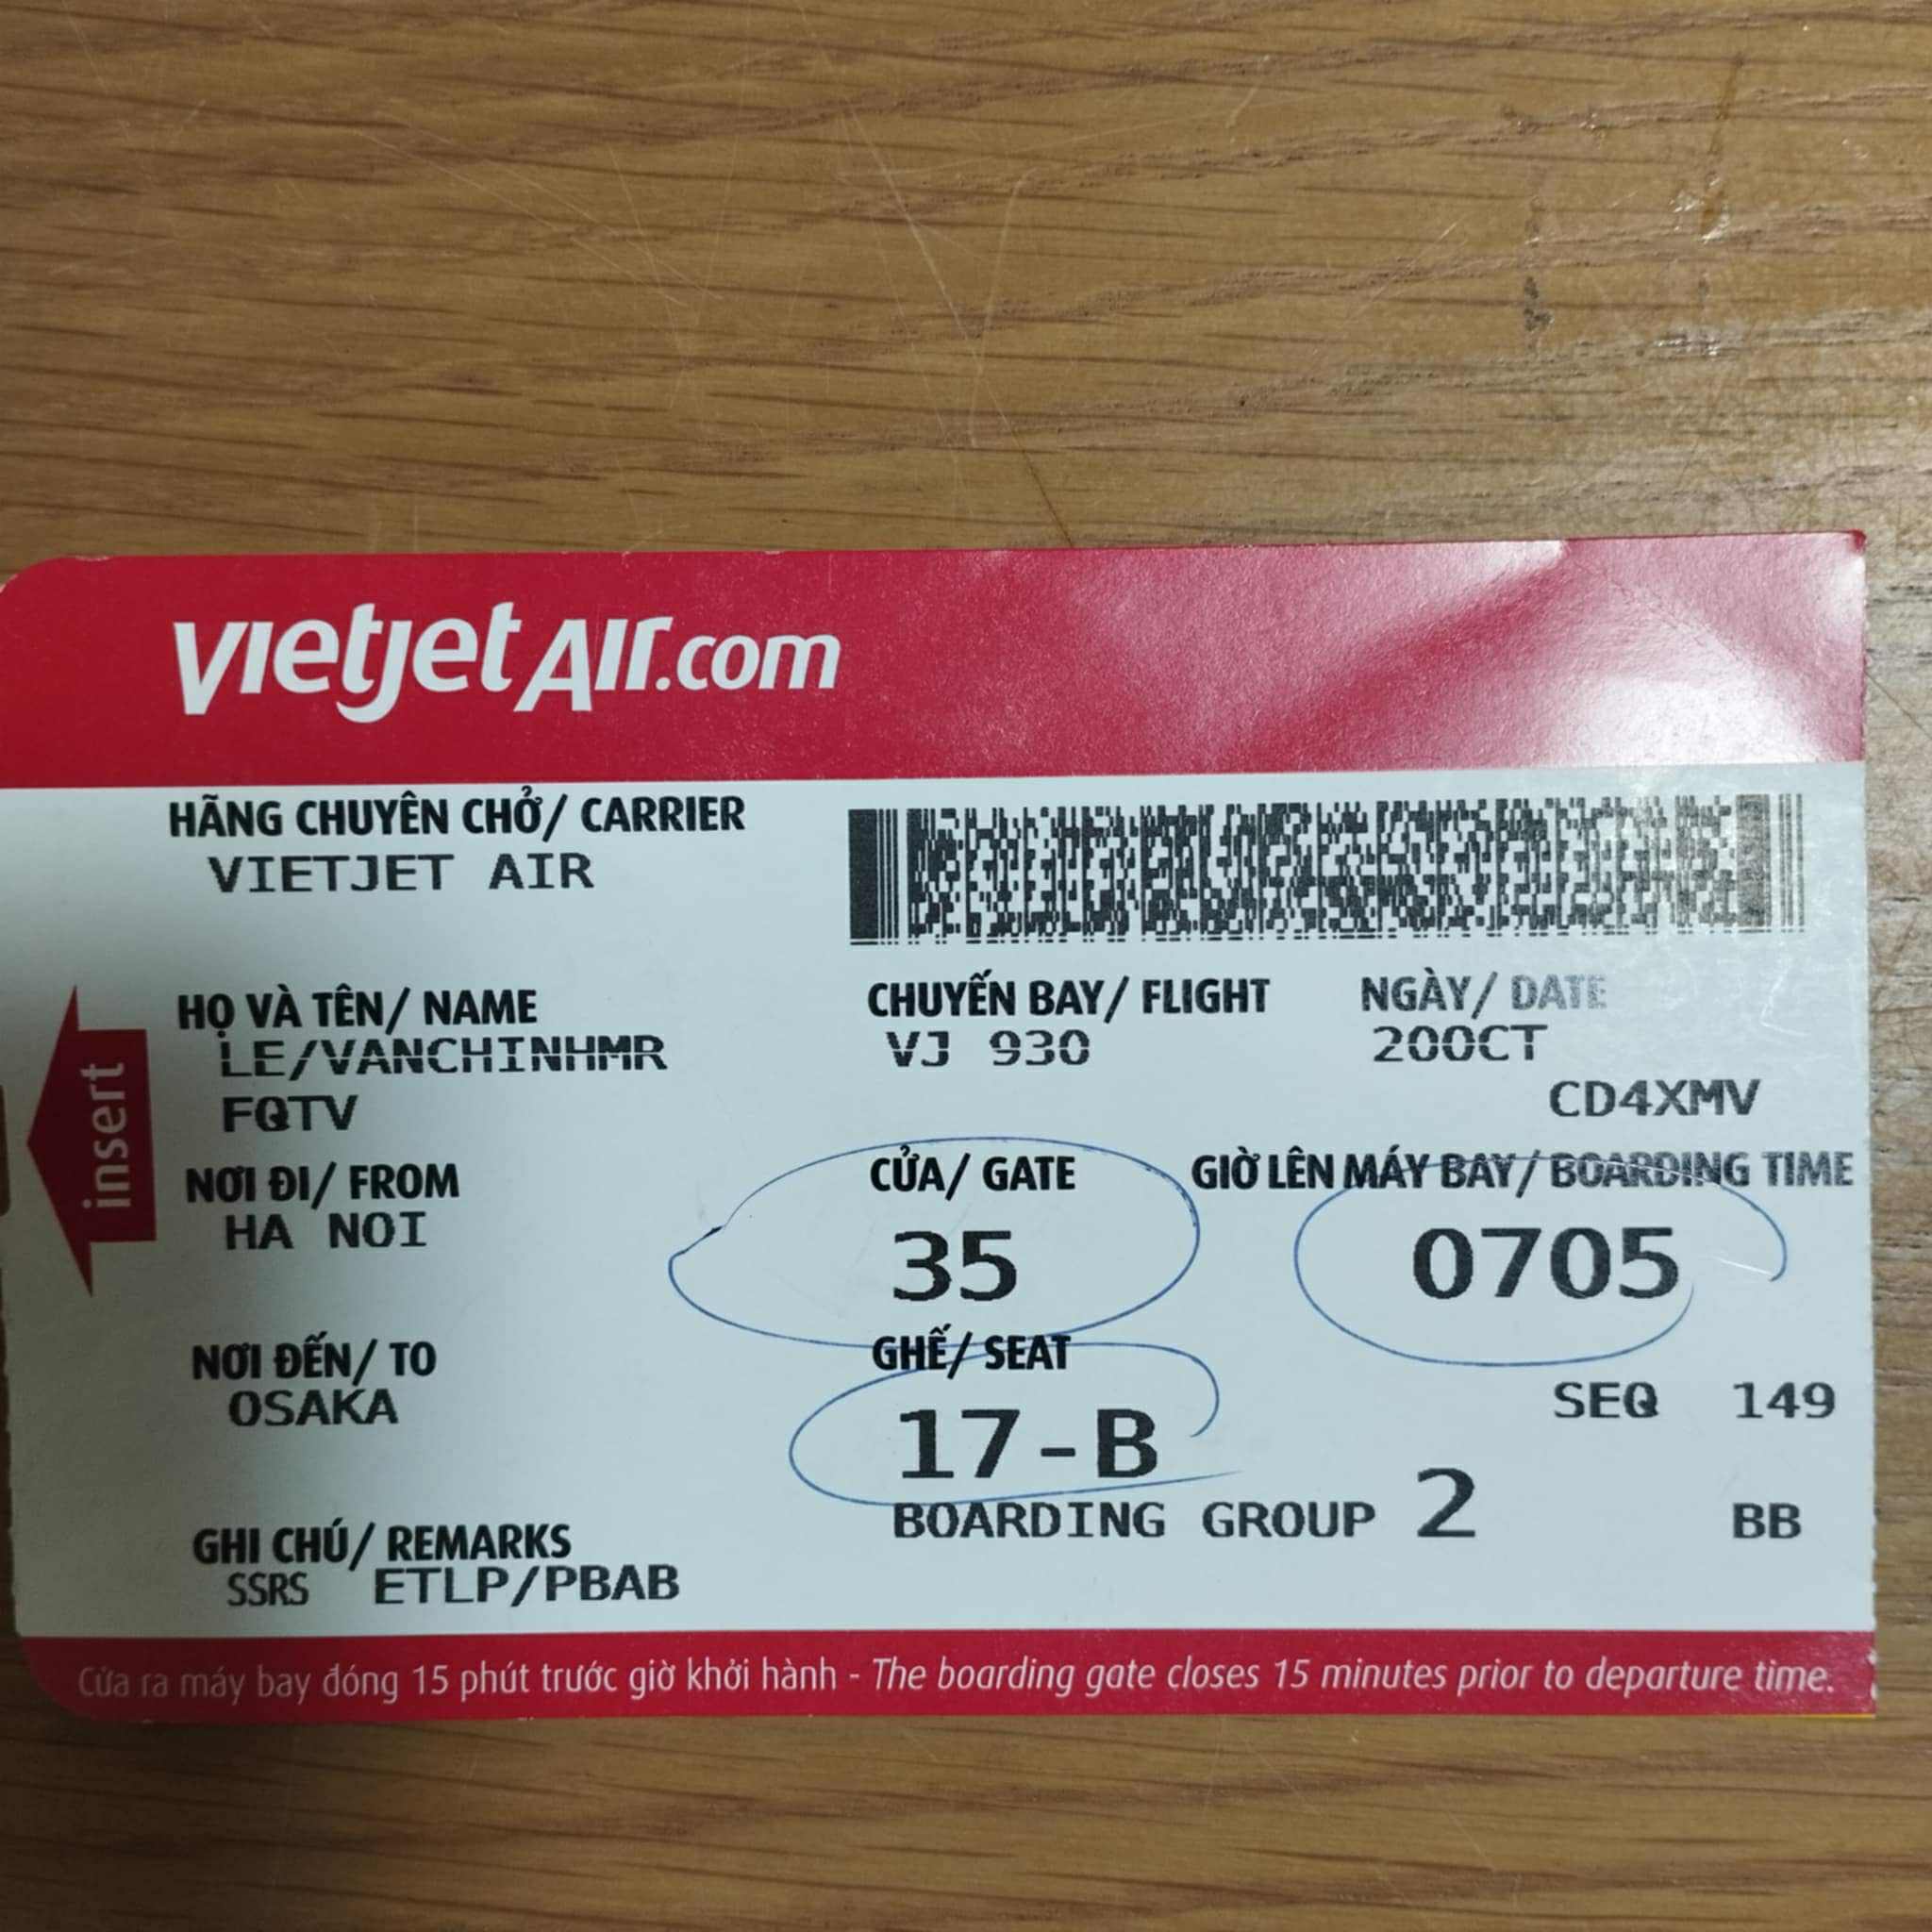 vietjet Air.com
HÃNG CHUYÊN CHỞ/ CARRIER
VIETJET AIR
HỌ VÀ TÊN/ NAME
LE/VANCHINHMR
FQTV
CHUYẾN BAY/ FLIGHT
VJ 930
NGÀY/ DATE
20OCT
CD4XMV
insert
NƠI ĐI/ FROM
HA NOI
CỬA/ GATE
35
GIỜ LÊN MÁY BAY/ BOARDING TIME
0705
NƠI ĐẾN/ TO
OSAKA
GHẾ/ SEAT
17-B
SEQ 149
BOARDING GROUP 2
BB
GHI CHÚ/ REMARKS
SSRS ETLP/PBAB
Cửa ra máy bay đóng 15 phút trước giờ khởi hành - The boarding gate closes 15 minutes prior to departure time.